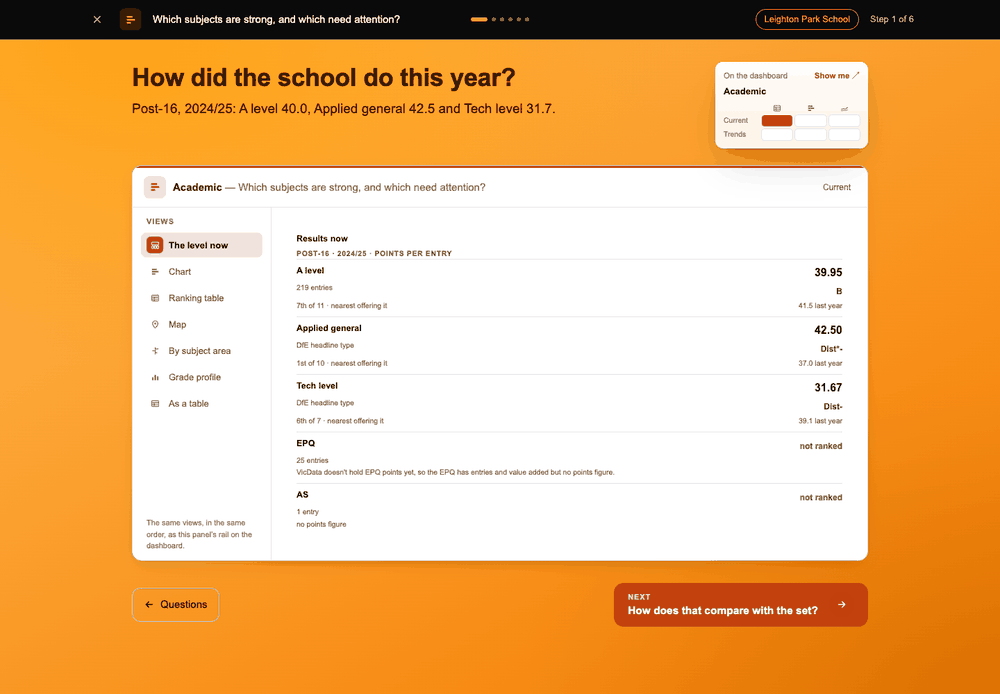 Which subjects are strong, and which need attention?
Leighton Park School
Step 1 of 6
How did the school do this year?
Post-16, 2024/25: A level 40.0, Applied general 42.5 and Tech level 31.7.
On the dashboard
Show me
Academic
Current
Trends
Academic — Which subjects are strong, and which need attention?
Current
VIEWS
The level now
Chart
Ranking table
Map
By subject area
Grade profile
As a table
The same views, in the same
order, as this panel's rail on the
dashboard.
Results now
POST-16 · 2024/25 · POINTS PER ENTRY
A level
39.95
219 entries
B
7th of 11 · nearest offering it
41.5 last year
Applied general
42.50
DfE headline type
Dist*-
1st of 10 · nearest offering it
37.0 last year
Tech level
31.67
DfE headline type
Dist-
6th of 7 · nearest offering it
39.1 last year
EPQ
not ranked
25 entries
VicData doesn't hold EPQ points yet, so the EPQ has entries and value added but no points figure.
AS
not ranked
1 entry
no points figure
Questions
NEXT
How does that compare with the set?